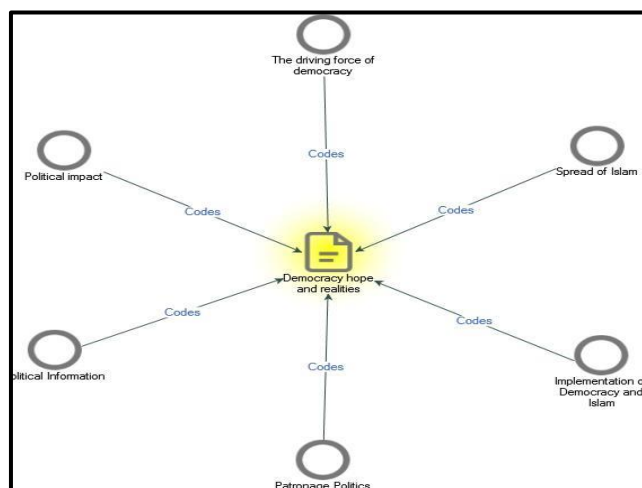 The driving force of
democracy
Codes
Political impact
Spread of Islam
Codes
Codes
Democracy hope
and realities
Codes
Codes
olitical Information
Codes
Implementation o
Democracy and
Islam
Patronage Politics